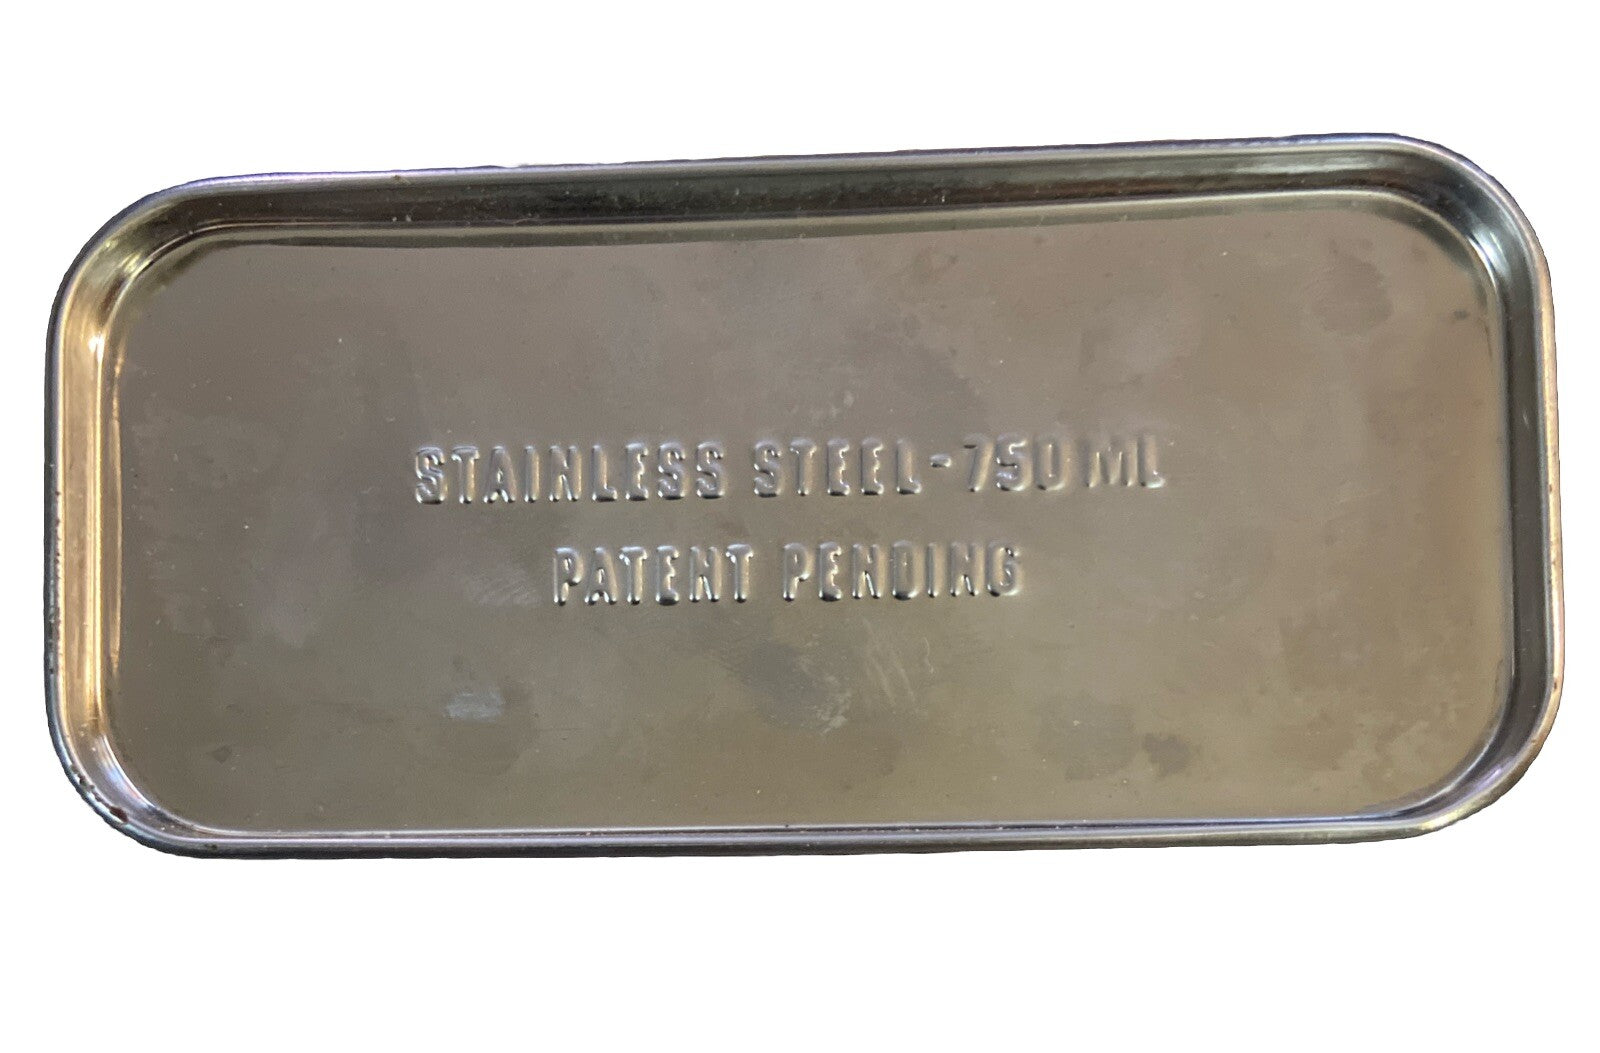 STAINLESS STEEL-750 ML
PATENT PENDING